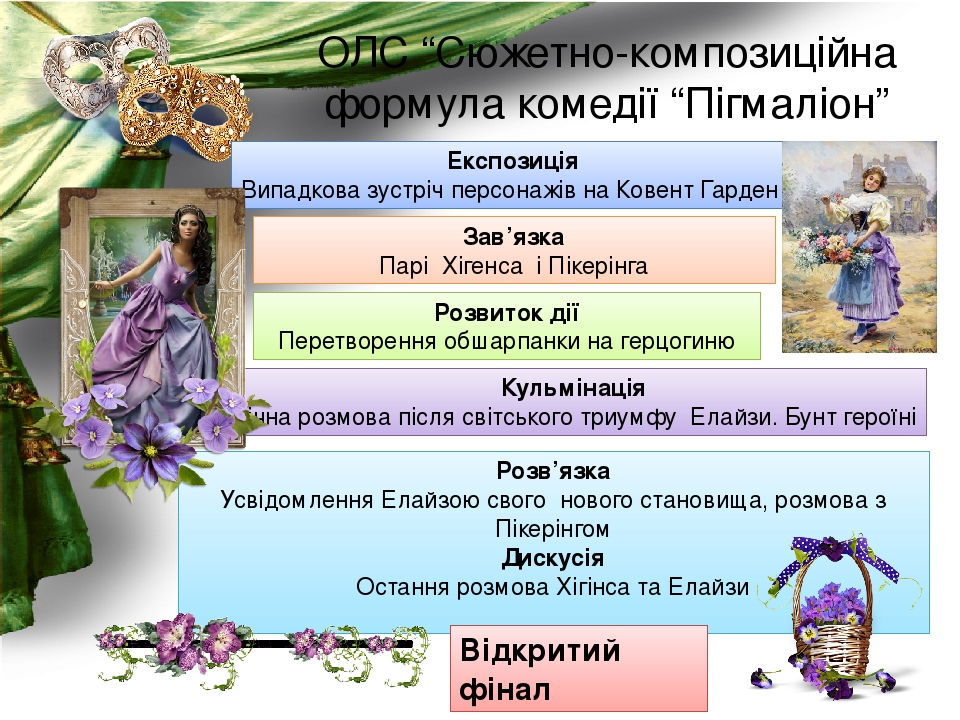 ОЛС “Сюжетно-композиційна
формула комедії “Пігмаліон”
Експозиція
Випадкова зустріч персонажів на Ковент Гарден
Зав’язка
Парі Хігенса і Пікерінга
Розвиток дії
Перетворення обшарпанки на герцогиню
Кульмінація
розмова після світського триумфу Елайзи. Бунт героїні
Розв’язка
Усвідомлення Елайзою свого нового становища, розмова з
Пікерінгом
Дискусія
Остання розмова Хігінса та Елайзи
Відкритий
фінал